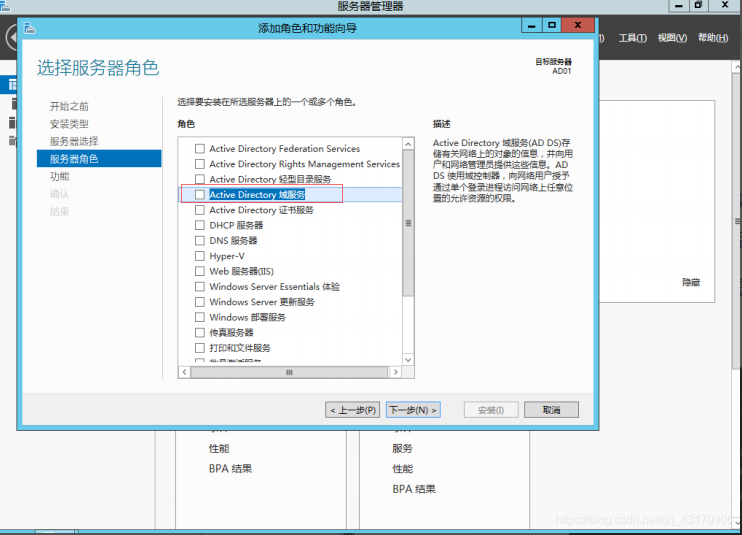 服务器管理器
工具(T)
视图(V)
帮助(H)
添加角色和功能向导
选择服务器角色
目标服务器
AD01
开始之前
安装类型
服务器选择
服务器角色
功能
确认
结果
选择要安装在所选服务器上的一个或多个角色。
角色
Active Directory Federation Services
Active Directory Rights Management Services
Active Directory 轻型目录服务
Active Directory 域服务
Active Directory 证书服务
DHCP 服务器
DNS 服务器
Hyper-V
Web 服务器(IIS)
Windows Server Essentials 体验
Windows Server 更新服务
Windows 部署服务
传真服务器
打印和文件服务
描述
Active Directory 域服务(AD DS)存
储有关网络上的对象的信息，并向用
户和网络管理员提供这些信息。AD
DS 使用域控制器，向网络用户授予
通过单个登录进程访问网络上任意位
置的允许资源的权限。
隐藏
< 上一步(P)
下一步(N) >
安装(I)
取消
性能
BPA 结果
服务
性能
BPA 结果